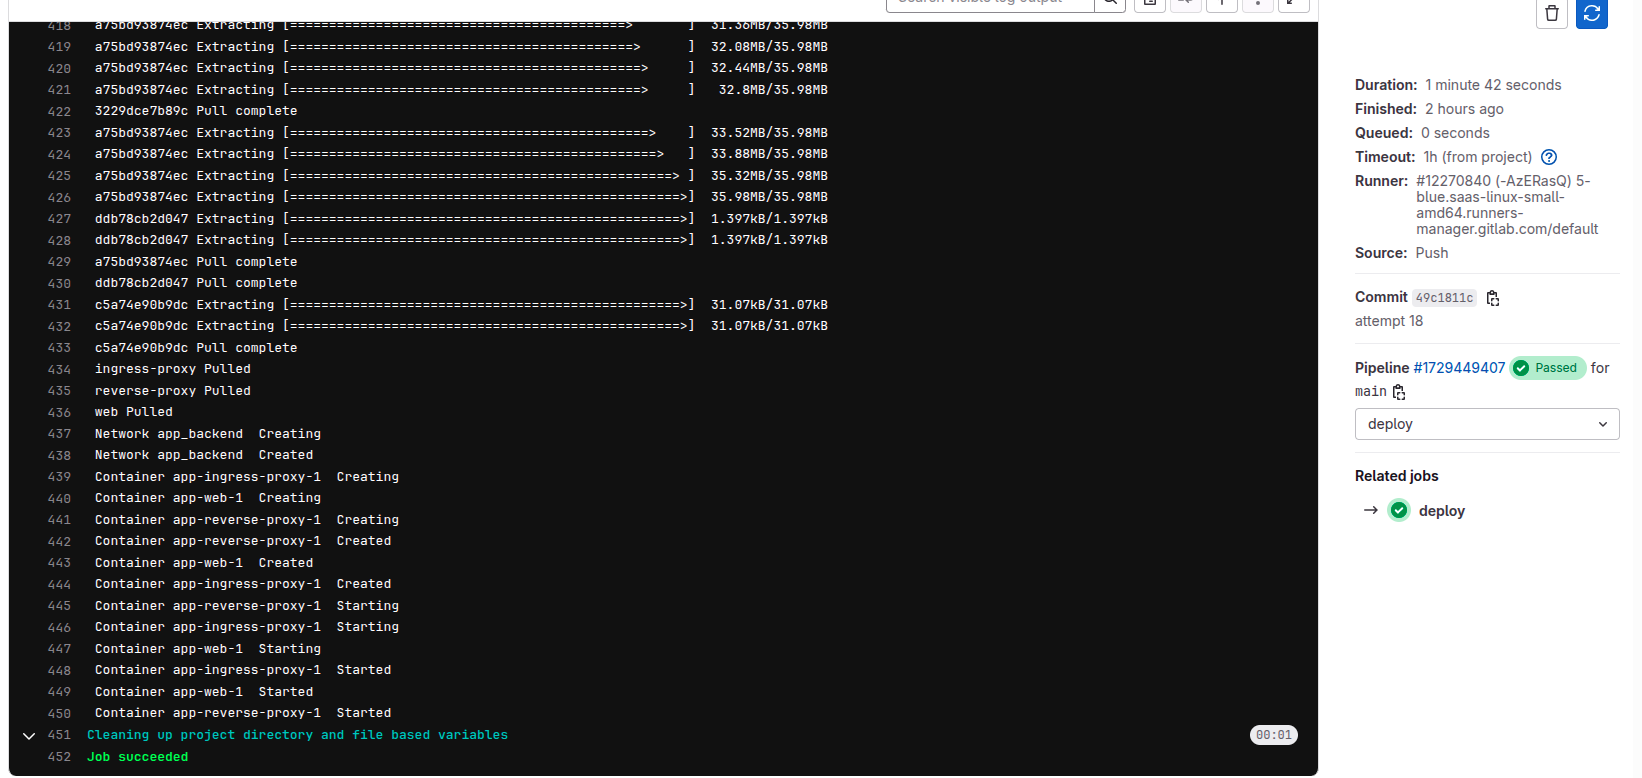 Search visible log output
418 a75bd93874ec Extracting [============================================>       ]  31.36MB/35.98MB
419 a75bd93874ec Extracting [============================================>       ]  32.08MB/35.98MB
420 a75bd93874ec Extracting [=============================================>      ]  32.44MB/35.98MB
421 a75bd93874ec Extracting [=============================================>      ]   32.8MB/35.98MB
422 3229dce7b89c Pull complete
423 a75bd93874ec Extracting [==============================================>     ]  33.52MB/35.98MB
424 a75bd93874ec Extracting [===============================================>    ]  33.88MB/35.98MB
425 a75bd93874ec Extracting [=================================================> ]  35.32MB/35.98MB
426 a75bd93874ec Extracting [==================================================>]  35.98MB/35.98MB
427 ddb78cb2d047 Extracting [==================================================>]  1.397kB/1.397kB
428 ddb78cb2d047 Extracting [==================================================>]  1.397kB/1.397kB
429 a75bd93874ec Pull complete
430 ddb78cb2d047 Pull complete
431 c5a74e90b9dc Extracting [==================================================>]  31.07kB/31.07kB
432 c5a74e90b9dc Extracting [==================================================>]  31.07kB/31.07kB
433 c5a74e90b9dc Pull complete
434 ingress-proxy Pulled
435 reverse-proxy Pulled
436 web Pulled
437 Network app_backend  Creating
438 Network app_backend  Created
439 Container app-ingress-proxy-1  Creating
440 Container app-web-1  Creating
441 Container app-reverse-proxy-1  Creating
442 Container app-reverse-proxy-1  Created
443 Container app-web-1  Created
444 Container app-ingress-proxy-1  Created
445 Container app-reverse-proxy-1  Starting
446 Container app-ingress-proxy-1  Starting
447 Container app-web-1  Starting
448 Container app-ingress-proxy-1  Started
449 Container app-web-1  Started
450 Container app-reverse-proxy-1  Started
451 Cleaning up project directory and file based variables 00:01
452 Job succeeded
Duration: 1 minute 42 seconds
Finished: 2 hours ago
Queued: 0 seconds
Timeout: 1h (from project)
Runner: #12270840 (-AzERasQ) 5-
blue.saas-linux-small-
amd64.runners-
manager.gitlab.com/default
Source: Push
Commit 49c1811c
attempt 18
Pipeline #1729449407 Passed for
main
deploy
Related jobs
→ deploy